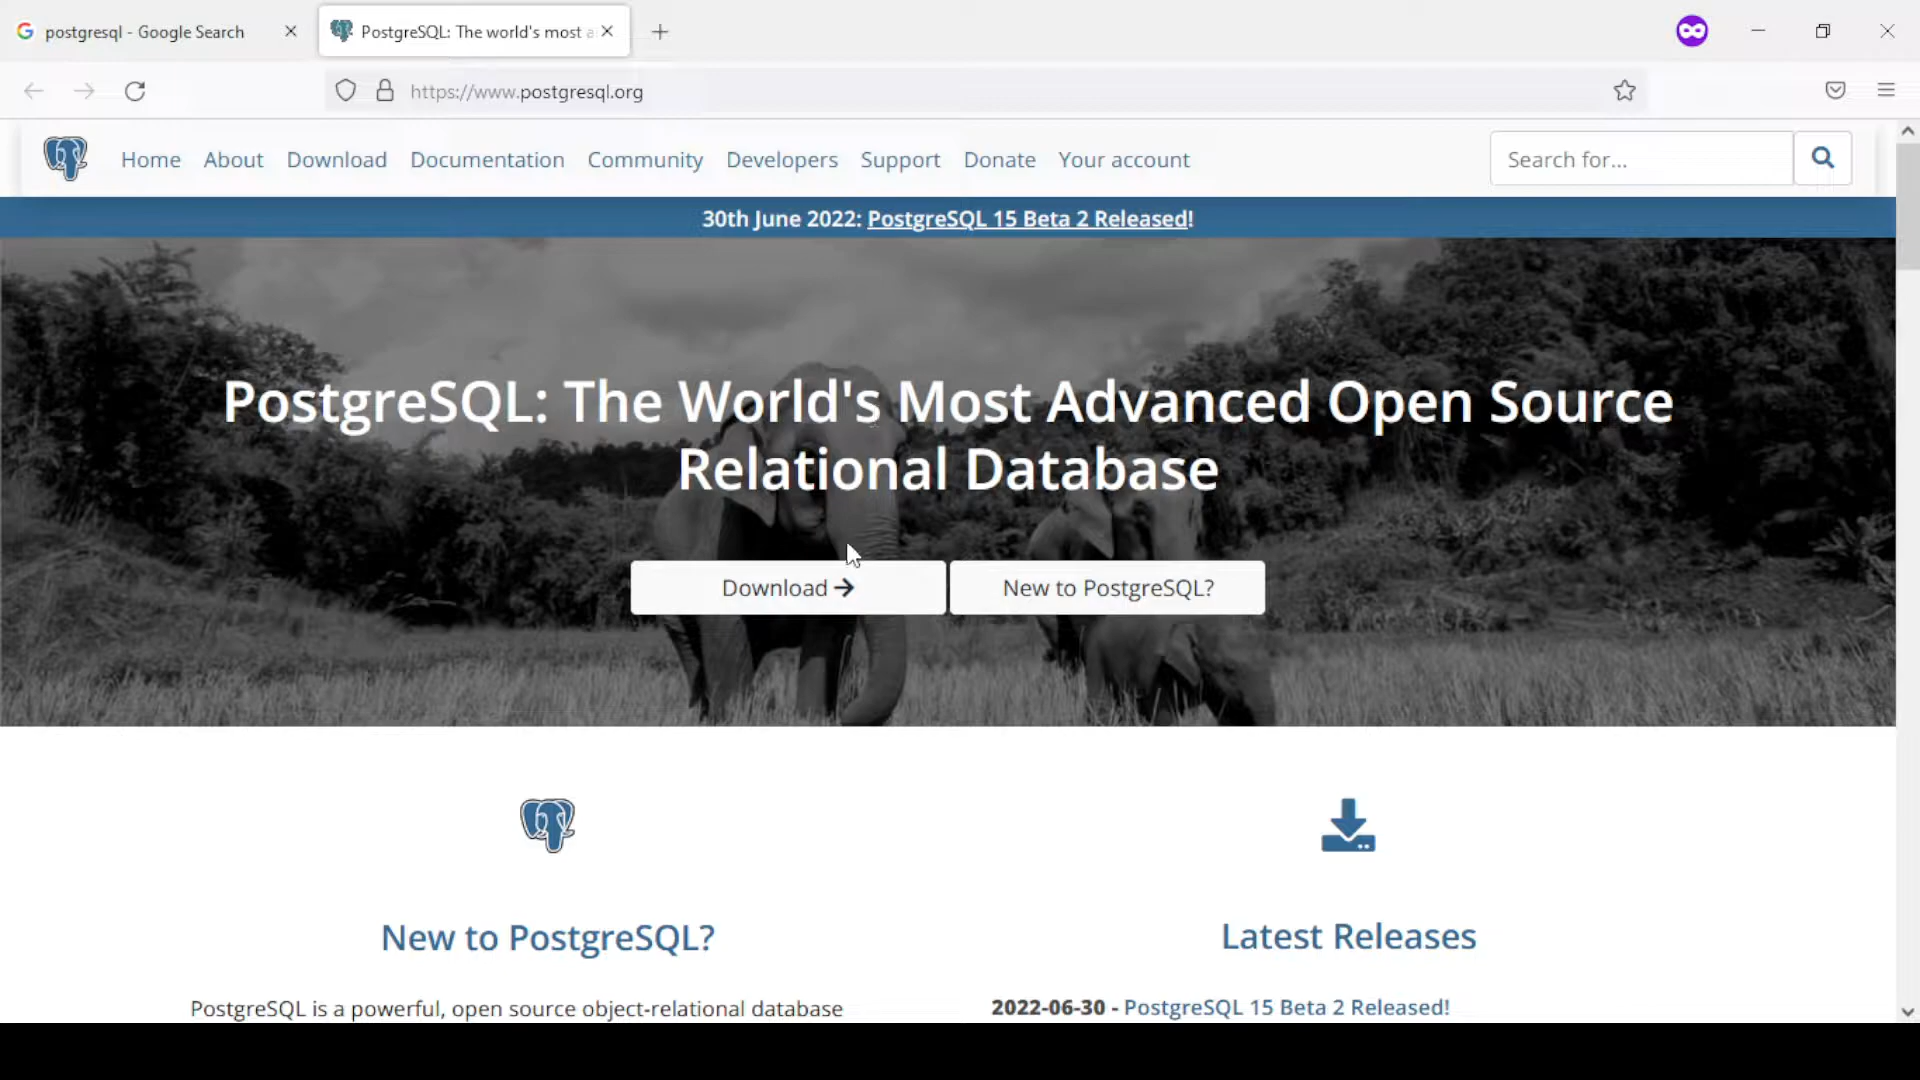 postgresql - Google Search
PostgreSQL: The world's most a
https://www.postgresql.org
Home About Download Documentation Community Developers Support Donate Your account
Search for...
30th June 2022: PostgreSQL 15 Beta 2 Released!
PostgreSQL: The World's Most Advanced Open Source
Relational Database
Download
New to PostgreSQL?
New to PostgreSQL?
Latest Releases
PostgreSQL is a powerful, open source object-relational database
2022-06-30 - PostgreSQL 15 Beta 2 Released!